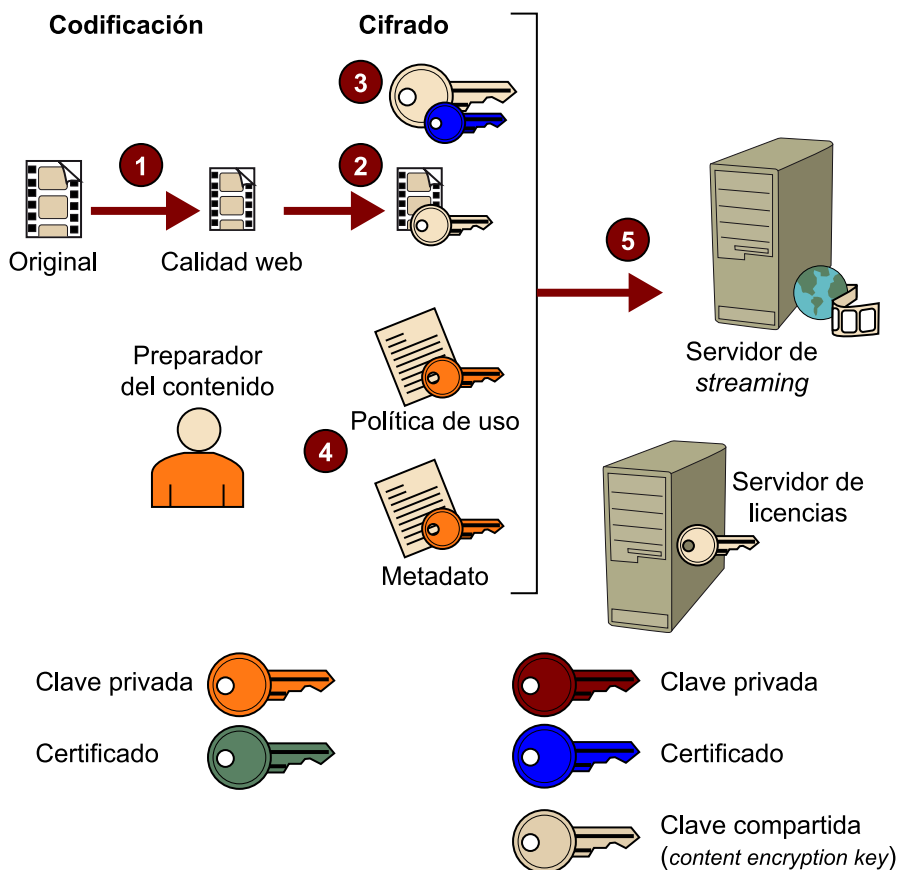 Codificación
Cifrado
3
1
2
Original
Calidad web
5
Servidor de
streaming
Preparador
del contenido
Política de uso
4
Metadato
Servidor de
licencias
Clave privada
Certificado
Clave privada
Certificado
Clave compartida
(content encryption key)